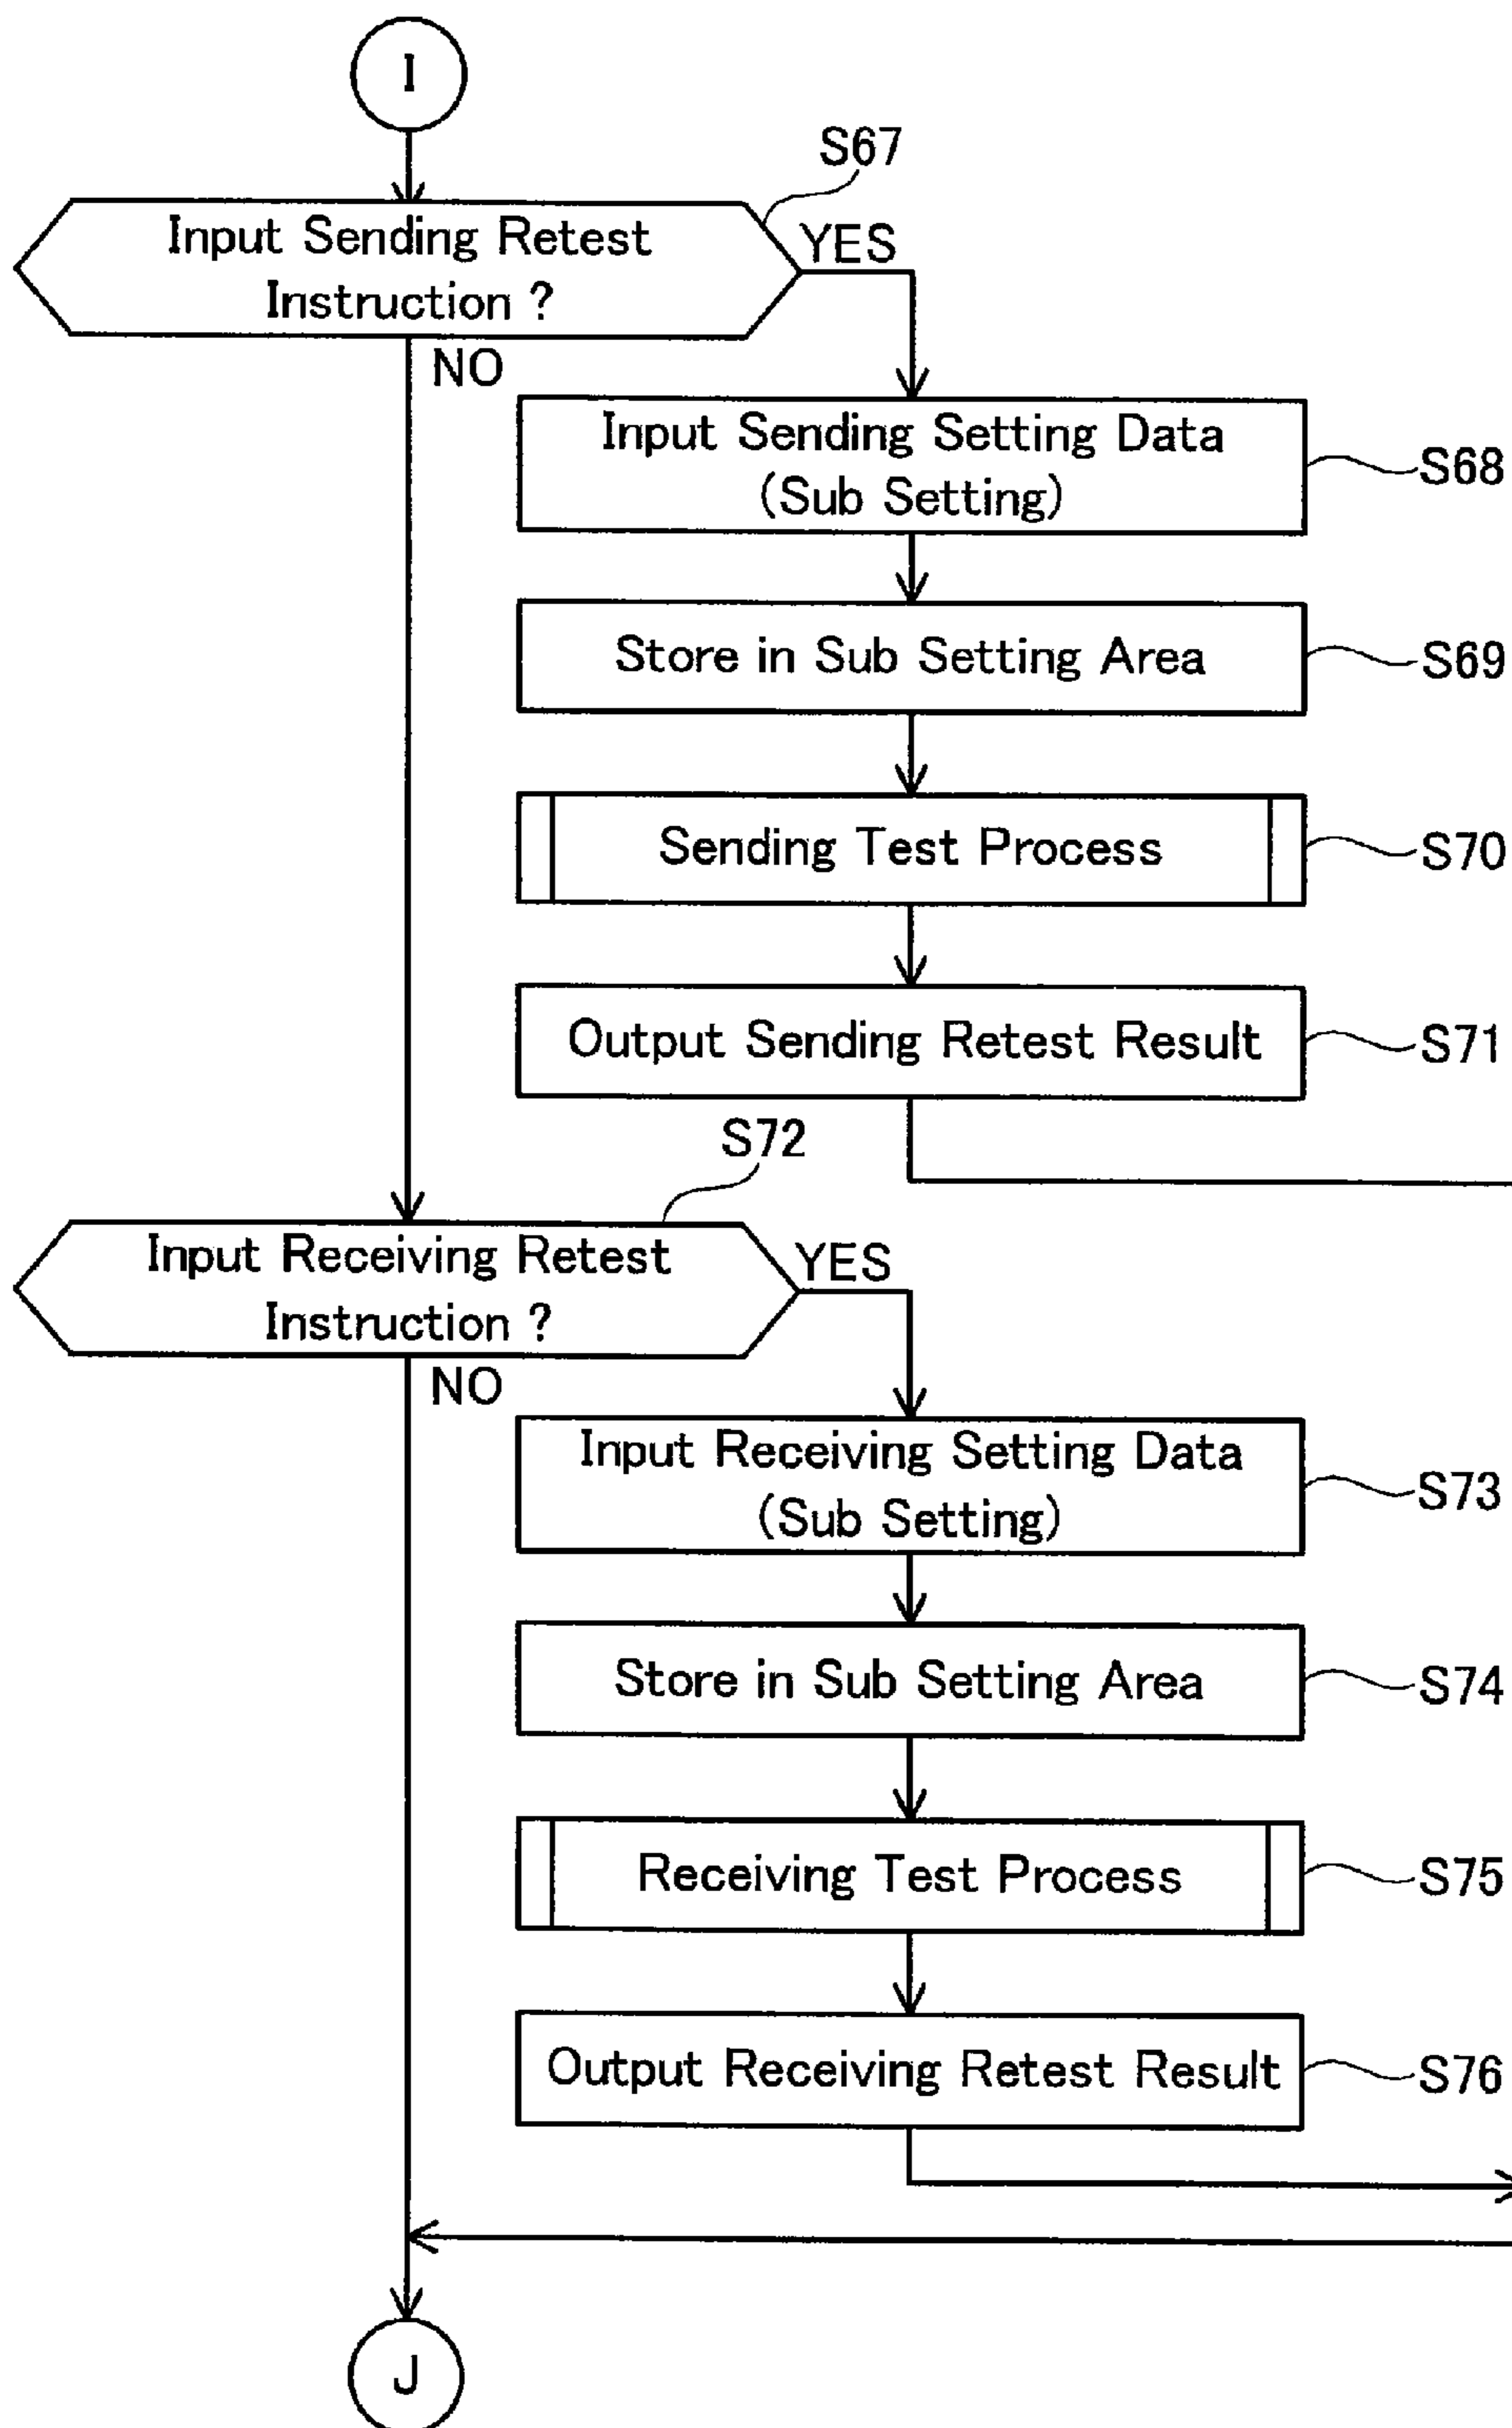 I
S67
Input Sending Retest
Instruction ?
YES
NO
Input Sending Setting Data
(Sub Setting)
S68
Store in Sub Setting Area
S69
Sending Test Process
S70
Output Sending Retest Result
S71
S72
Input Receiving Retest
Instruction ?
YES
NO
Input Receiving Setting Data
(Sub Setting)
S73
Store in Sub Setting Area
S74
Receiving Test Process
S75
Output Receiving Retest Result
S76
J